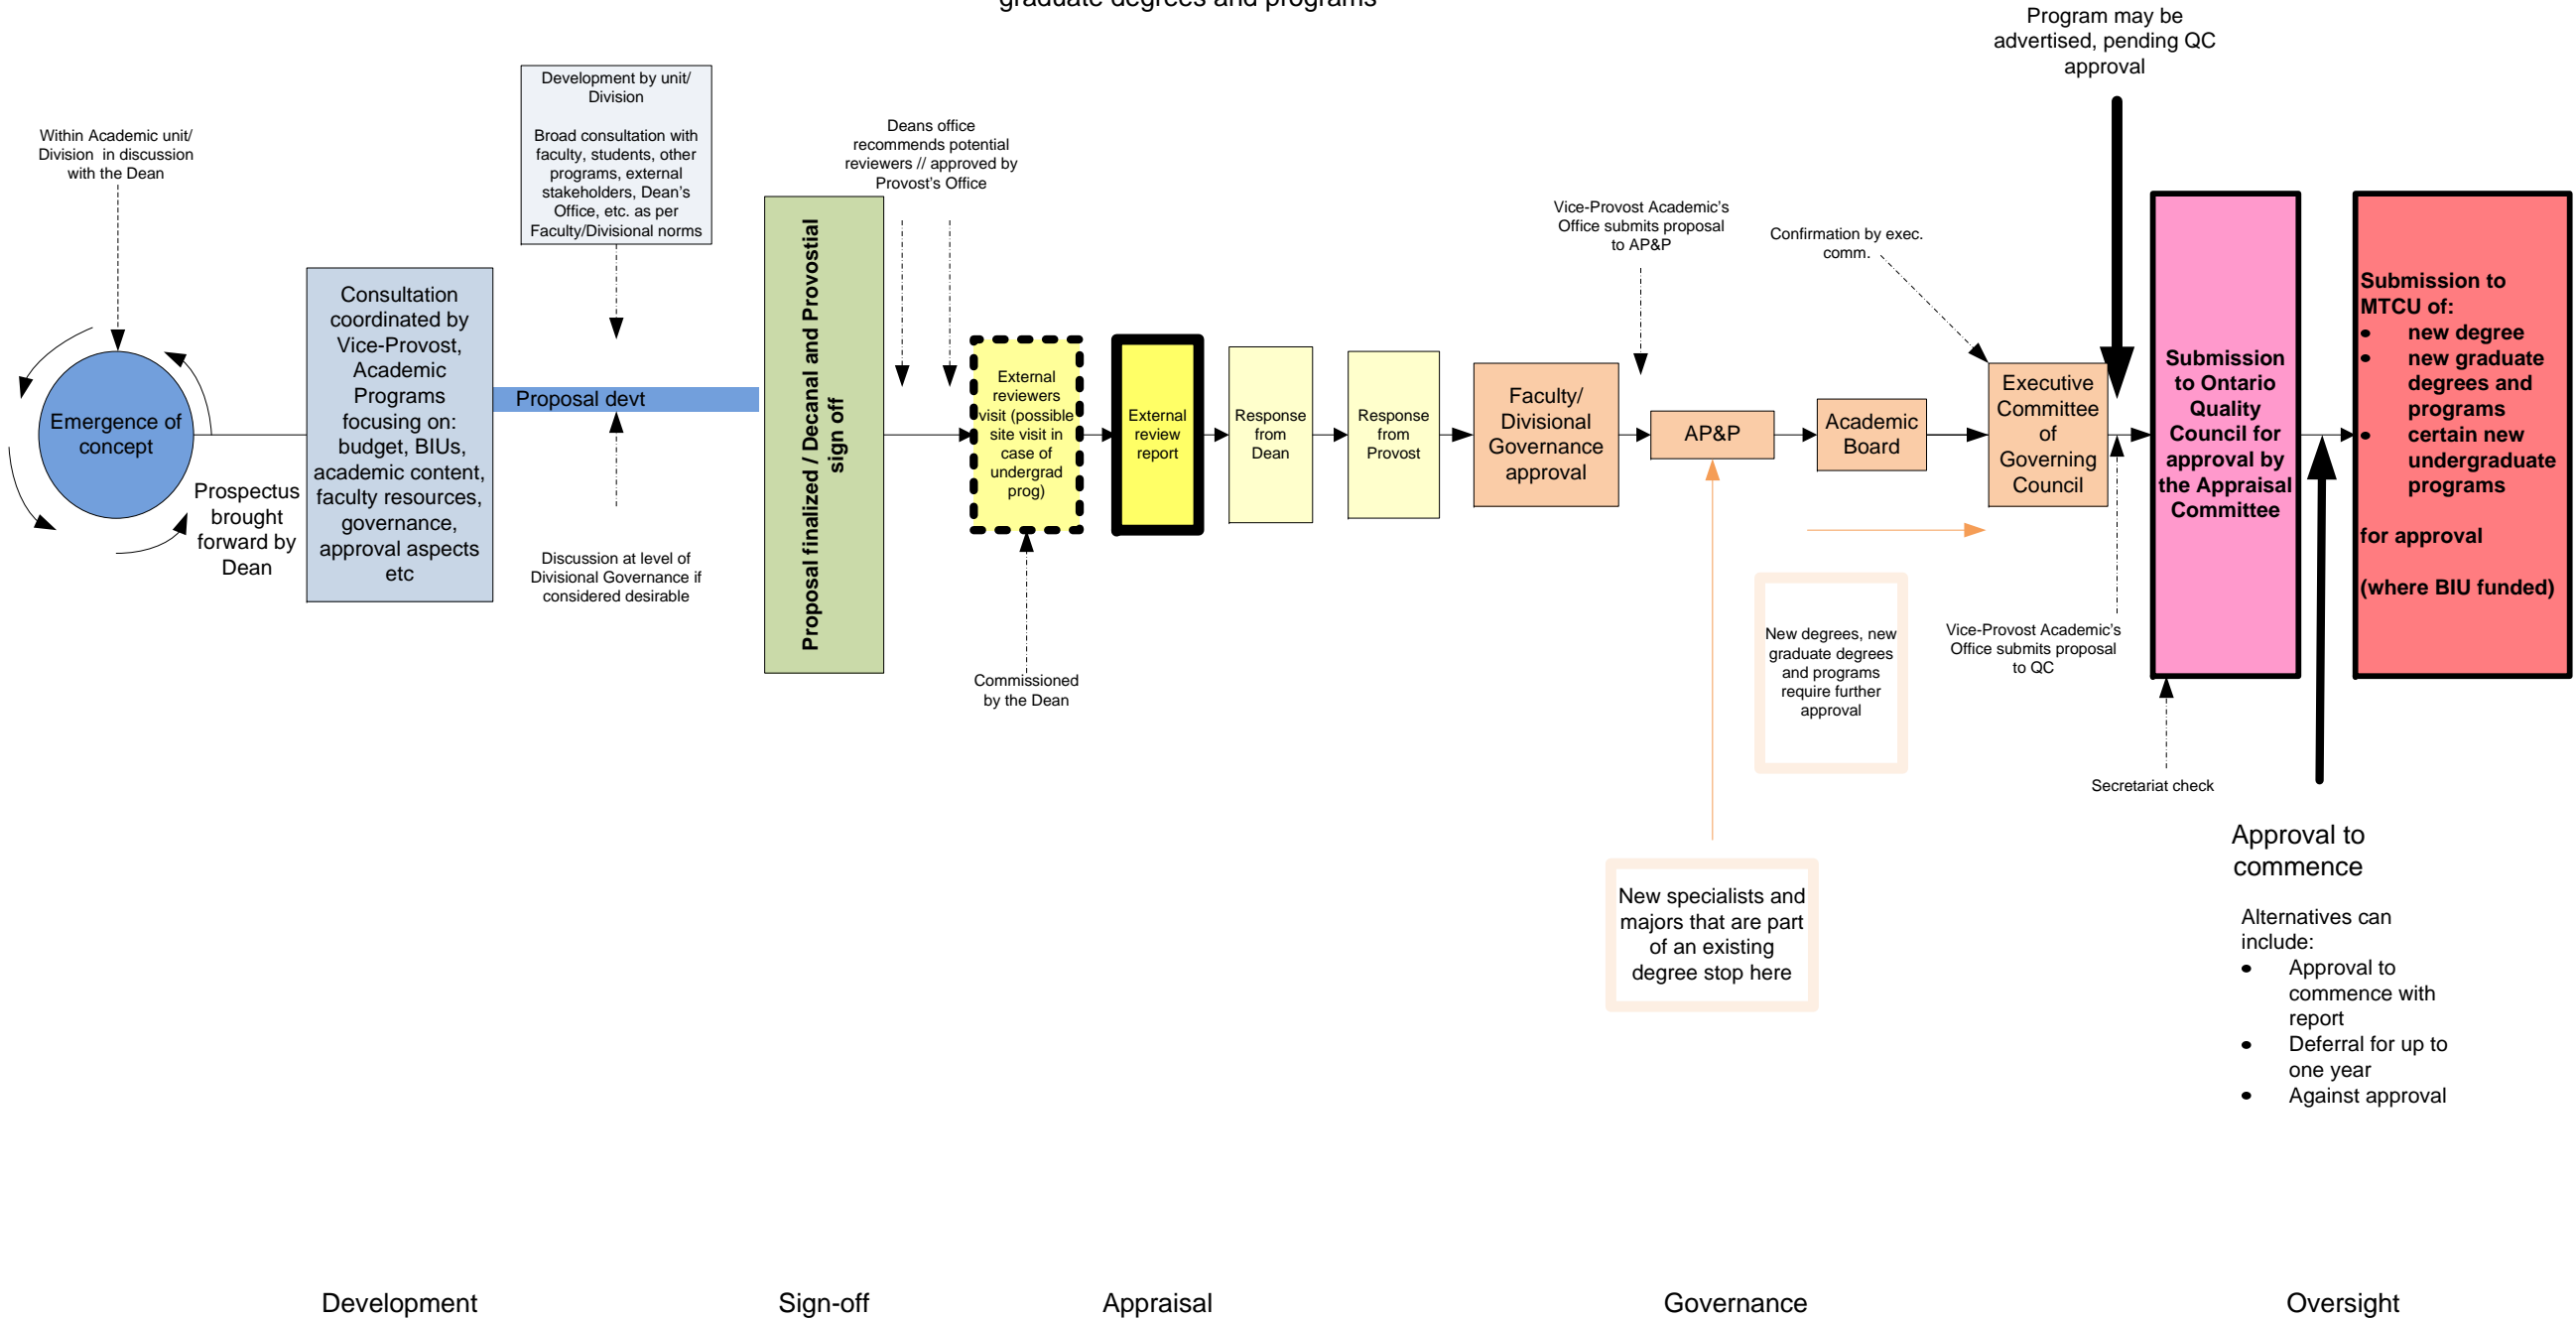 graduate degrees and programs
Program may be
advertised, pending QC
approval
Within Academic unit/
Division in discussion
with the Dean
Development by unit/
Division
Broad consultation with
faculty, students, other
programs, external
stakeholders, Dean's
Office, etc. as per
Faculty/Divisional norms
Deans office
recommends potential
reviewers // approved by
Provost's Office
Vice-Provost Academic's
Office submits proposal
to AP&P
Confirmation by exec.
comm.
Emergence of
concept
Prospectus
brought
forward by
Dean
Consultation
coordinated by
Vice-Provost,
Academic
Programs
focusing on:
budget, BIUs,
academic content,
faculty resources,
governance,
approval aspects
etc
Proposal devt
Discussion at level of
Divisional Governance if
considered desirable
Proposal finalized / Decanal and Provostial
sign off
External
reviewers
visit (possible
site visit in
case of
undergrad
prog)
Commissioned
by the Dean
External
review
report
Response
from
Dean
Response
from
Provost
Faculty/
Divisional
Governance
approval
AP&P
Academic
Board
Executive
Committee
of
Governing
Council
New degrees, new
graduate degrees
and programs
require further
approval
New specialists and
majors that are part
of an existing
degree stop here
Vice-Provost Academic's
Office submits proposal
to QC
Submission
to Ontario
Quality
Council for
approval by
the Appraisal
Committee
Secretariat check
Submission to
MTCU of:
• new degree
• new graduate
degrees and
programs
• certain new
undergraduate
programs
for approval
(where BIU funded)
Approval to
commence
Alternatives can
include:
• Approval to
commence with
report
• Deferral for up to
one year
• Against approval
Development
Sign-off
Appraisal
Governance
Oversight